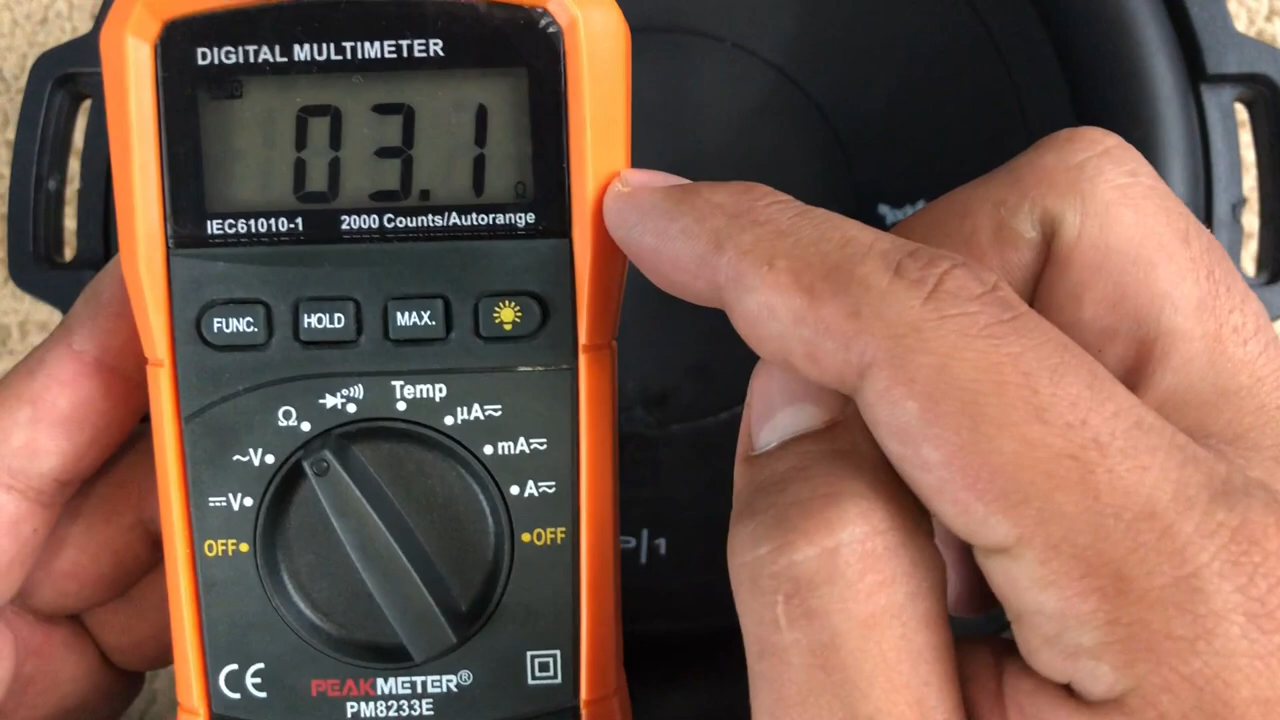 DIGITAL MULTIMETER
03.1 Ω
IEC61010-1 2000 Counts/Autorange
FUNC. HOLD MAX.
Temp
Ω
µA
mA
~V
A
V
OFF
OFF
CE
PEAKMETER®
PM8233E
P|1